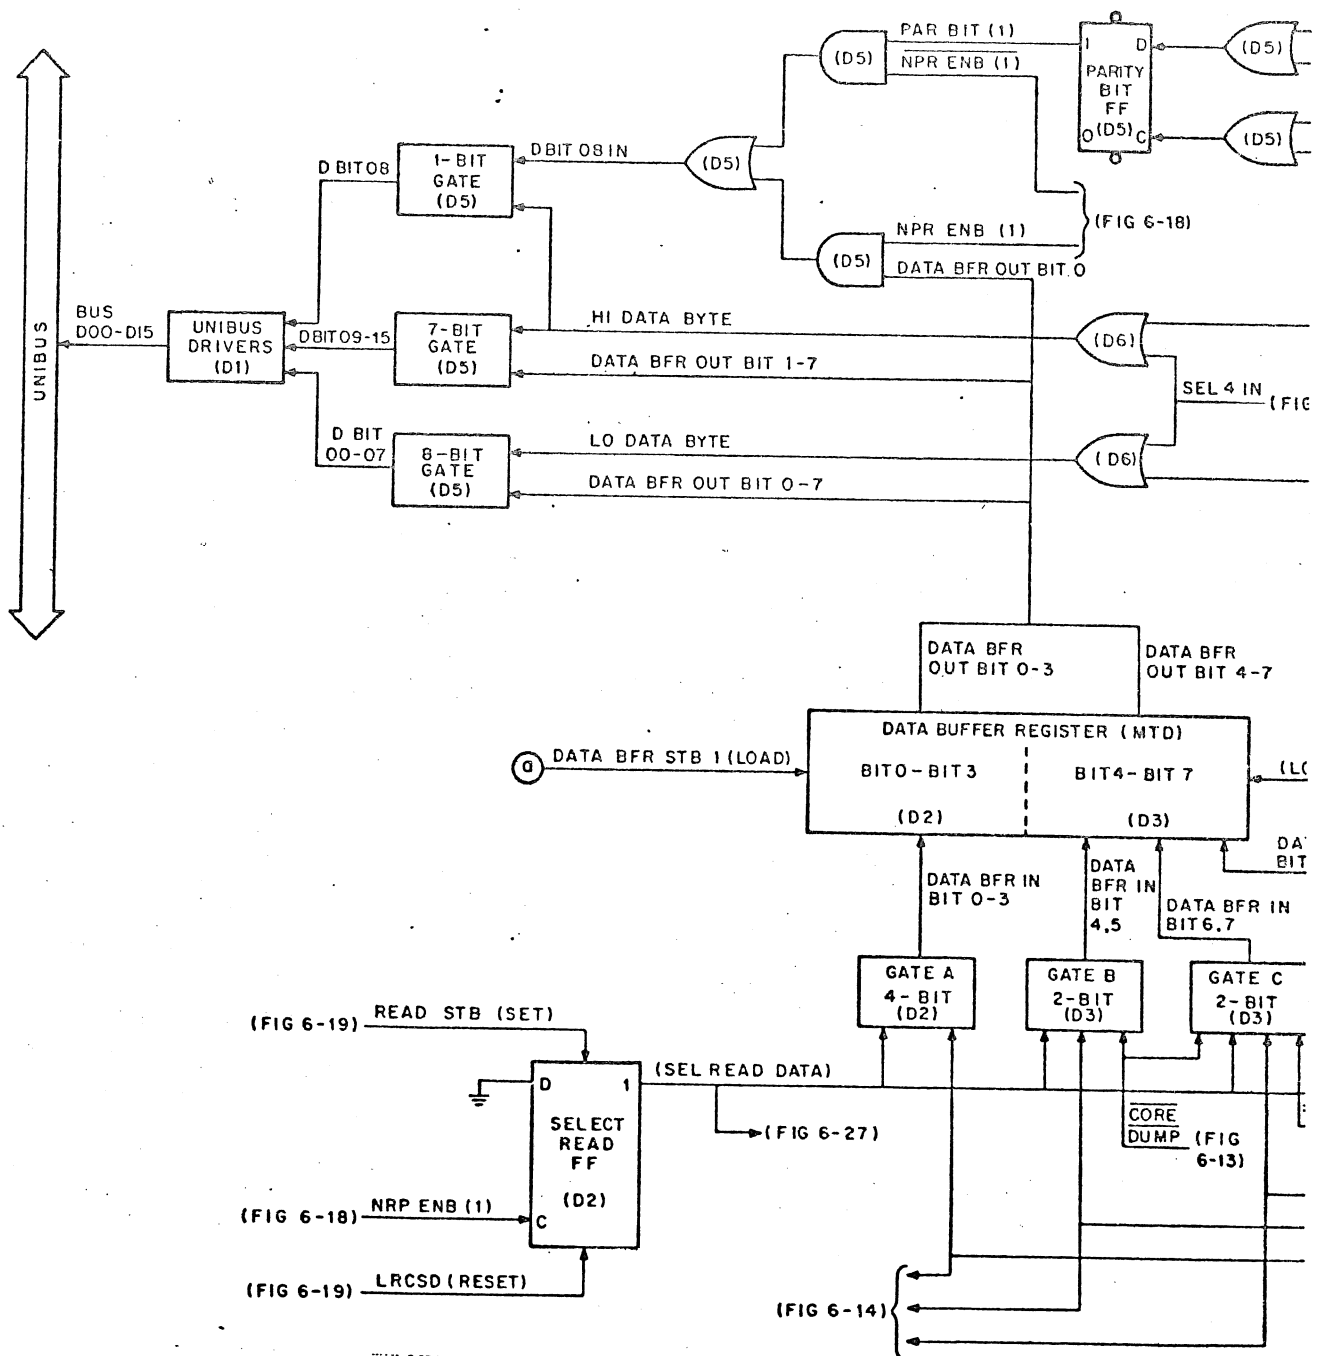 PAR BIT (1)
NPR ENB (1)
(D5)
I D
PARITY
BIT
FF
(D5)
O C
(D5)
(D5)
1-BIT
GATE
(D5)
D BIT08
DBIT 08 IN
(D5)
(FIG 6-18)
NPR ENB (1)
(D5)
DATA BFR OUT BIT O
UNIBUS
BUS
D00-D15
UNIBUS
DRIVERS
(D1)
DBIT09-15
7-BIT
GATE
(D5)
HI DATA BYTE
DATA BFR OUT BIT 1-7
(D6)
SEL 4 IN
(FIG
D BIT
00-07
8-BIT
GATE
(D5)
LO DATA BYTE
DATA BFR OUT BIT 0-7
(D6)
DATA BFR
OUT BIT 0-3
DATA BFR
OUT BIT 4-7
DATA BFR STB 1 (LOAD)
DATA BUFFER REGISTER (MTD)
BIT0-BIT3
(D2)
BIT4-BIT 7
(D3)
DATA BFR IN
BIT 0-3
DATA
BFR IN
BIT
4,5
DATA BFR IN
BIT6,7
BIT
GATE A
4-BIT
(D2)
GATE B
2-BIT
(D3)
GATE C
2-BIT
(D3)
(FIG 6-19) READ STB (SET)
D 1
SELECT
READ
FF
(D2)
C
(SEL READ DATA)
(FIG 6-27)
CORE
DUMP (FIG
6-13)
(FIG 6-18) NRP ENB (1)
(FIG 6-19) LRCSD (RESET)
(FIG 6-14)